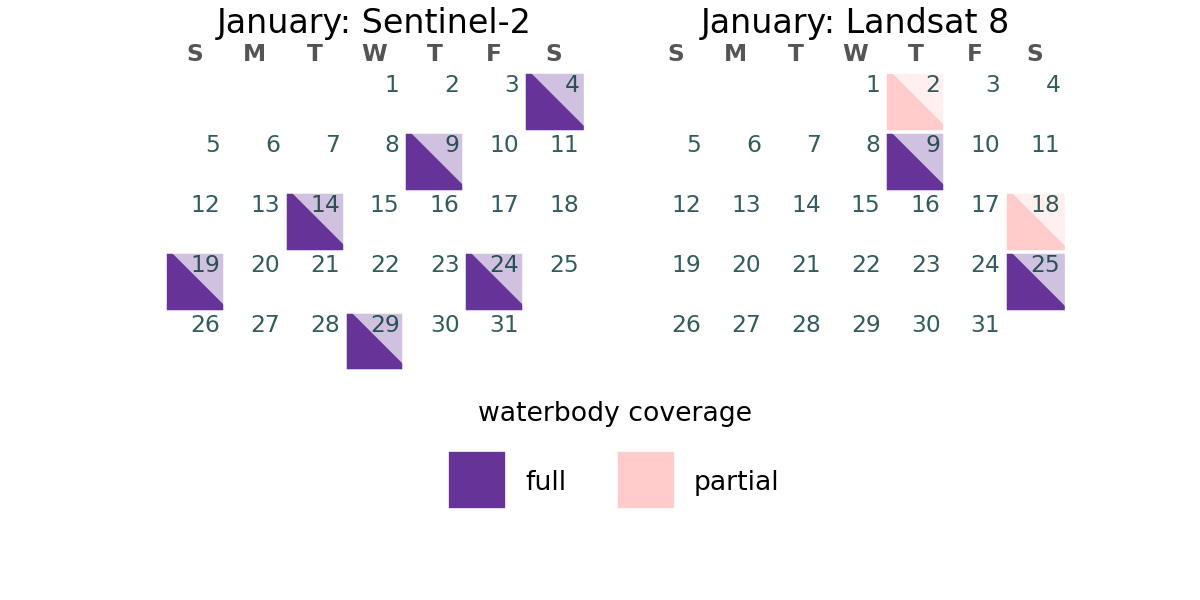 January: Sentinel-2
S M T W T F S
1 2 3 4
5 6 7 8 9 10 11
12 13 14 15 16 17 18
19 20 21 22 23 24 25
26 27 28 29 30 31
January: Landsat 8
S M T W T F S
1 2 3 4
5 6 7 8 9 10 11
12 13 14 15 16 17 18
19 20 21 22 23 24 25
26 27 28 29 30 31
waterbody coverage
full partial